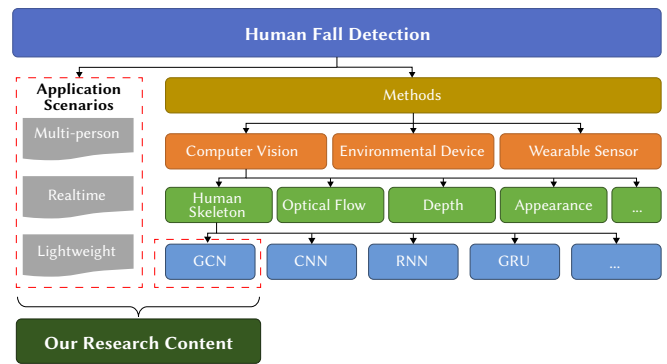 Human Fall Detection
Application
Scenarios
Multi-person
Realtime
Lightweight
Methods
Computer Vision
Environmental Device
Wearable Sensor
Human
Skeleton
Optical Flow
Depth
Appearance
...
GCN
CNN
RNN
GRU
...
Our Research Content